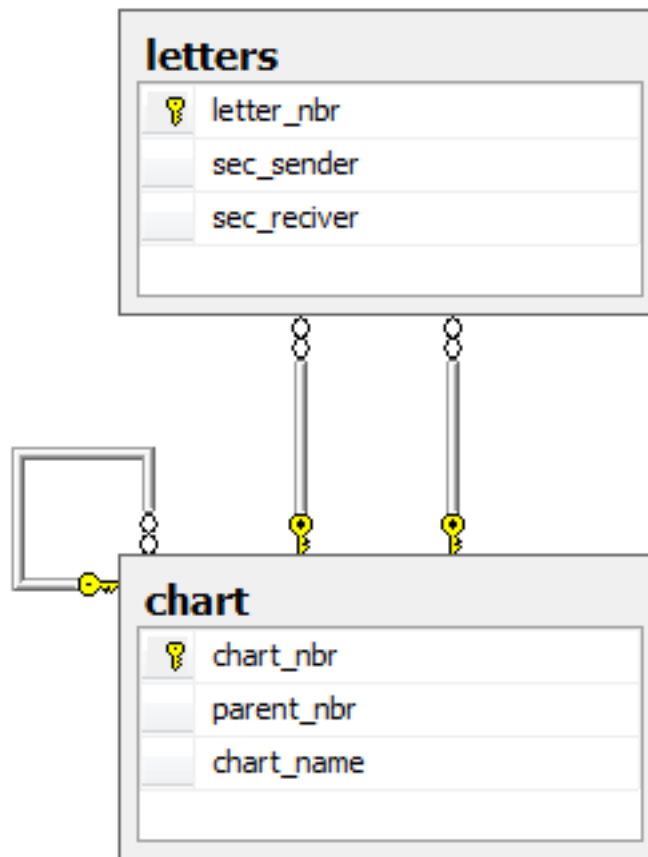 letters
letter_nbr
sec_sender
sec_reciver
chart
chart_nbr
parent_nbr
chart_name